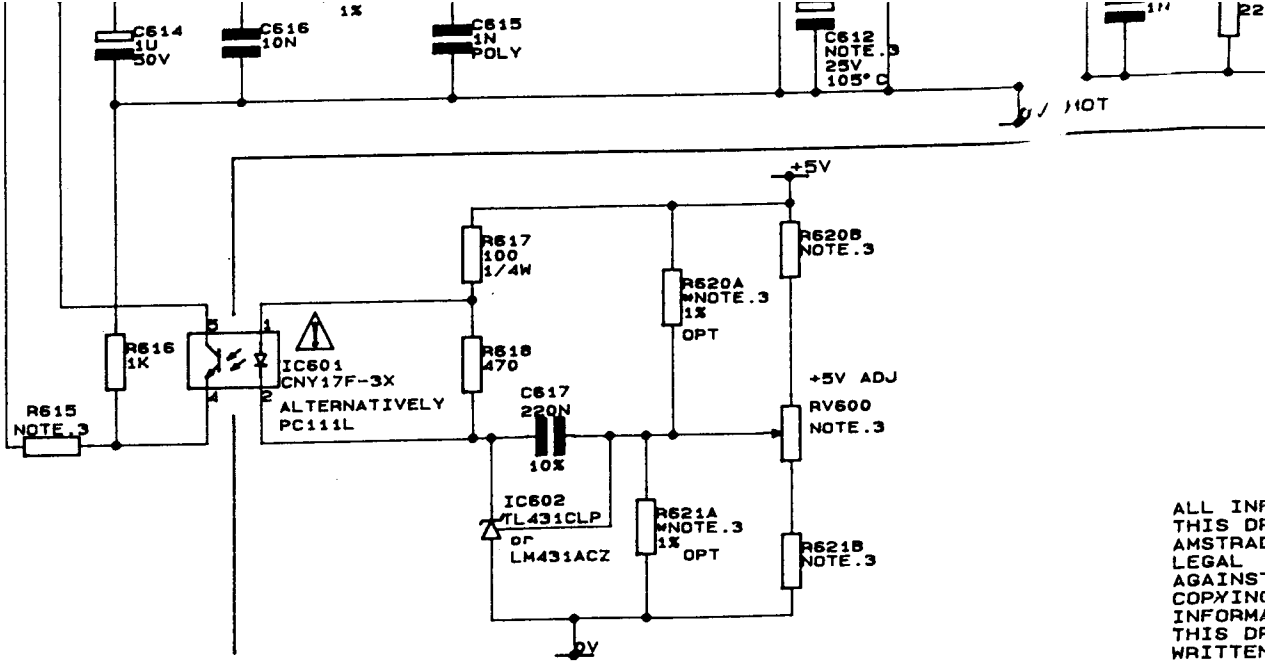 C614
1U
50V
C616
10N
1%
C615
1N
POLY
C612
NOTE.3
25V
105°C
1N
22
HOT
+5V
R617
100
1/4W
R620B
NOTE.3
R620A
*NOTE.3
1%
OPT
5
1
R616
1K
IC601
CNY17F-3X
4
2
ALTERNATIVELY
PC111L
R618
470
C617
220N
10%
+5V ADJ
RV600
NOTE.3
R615
NOTE.3
IC602
TL431CLP
or
LM431ACZ
R621A
*NOTE.3
1%
OPT
R621B
NOTE.3
0V
ALL INF
THIS DR
AMSTRAD
LEGAL
AGAINST
COPYING
INFORMA
THIS DR
WRITTEN